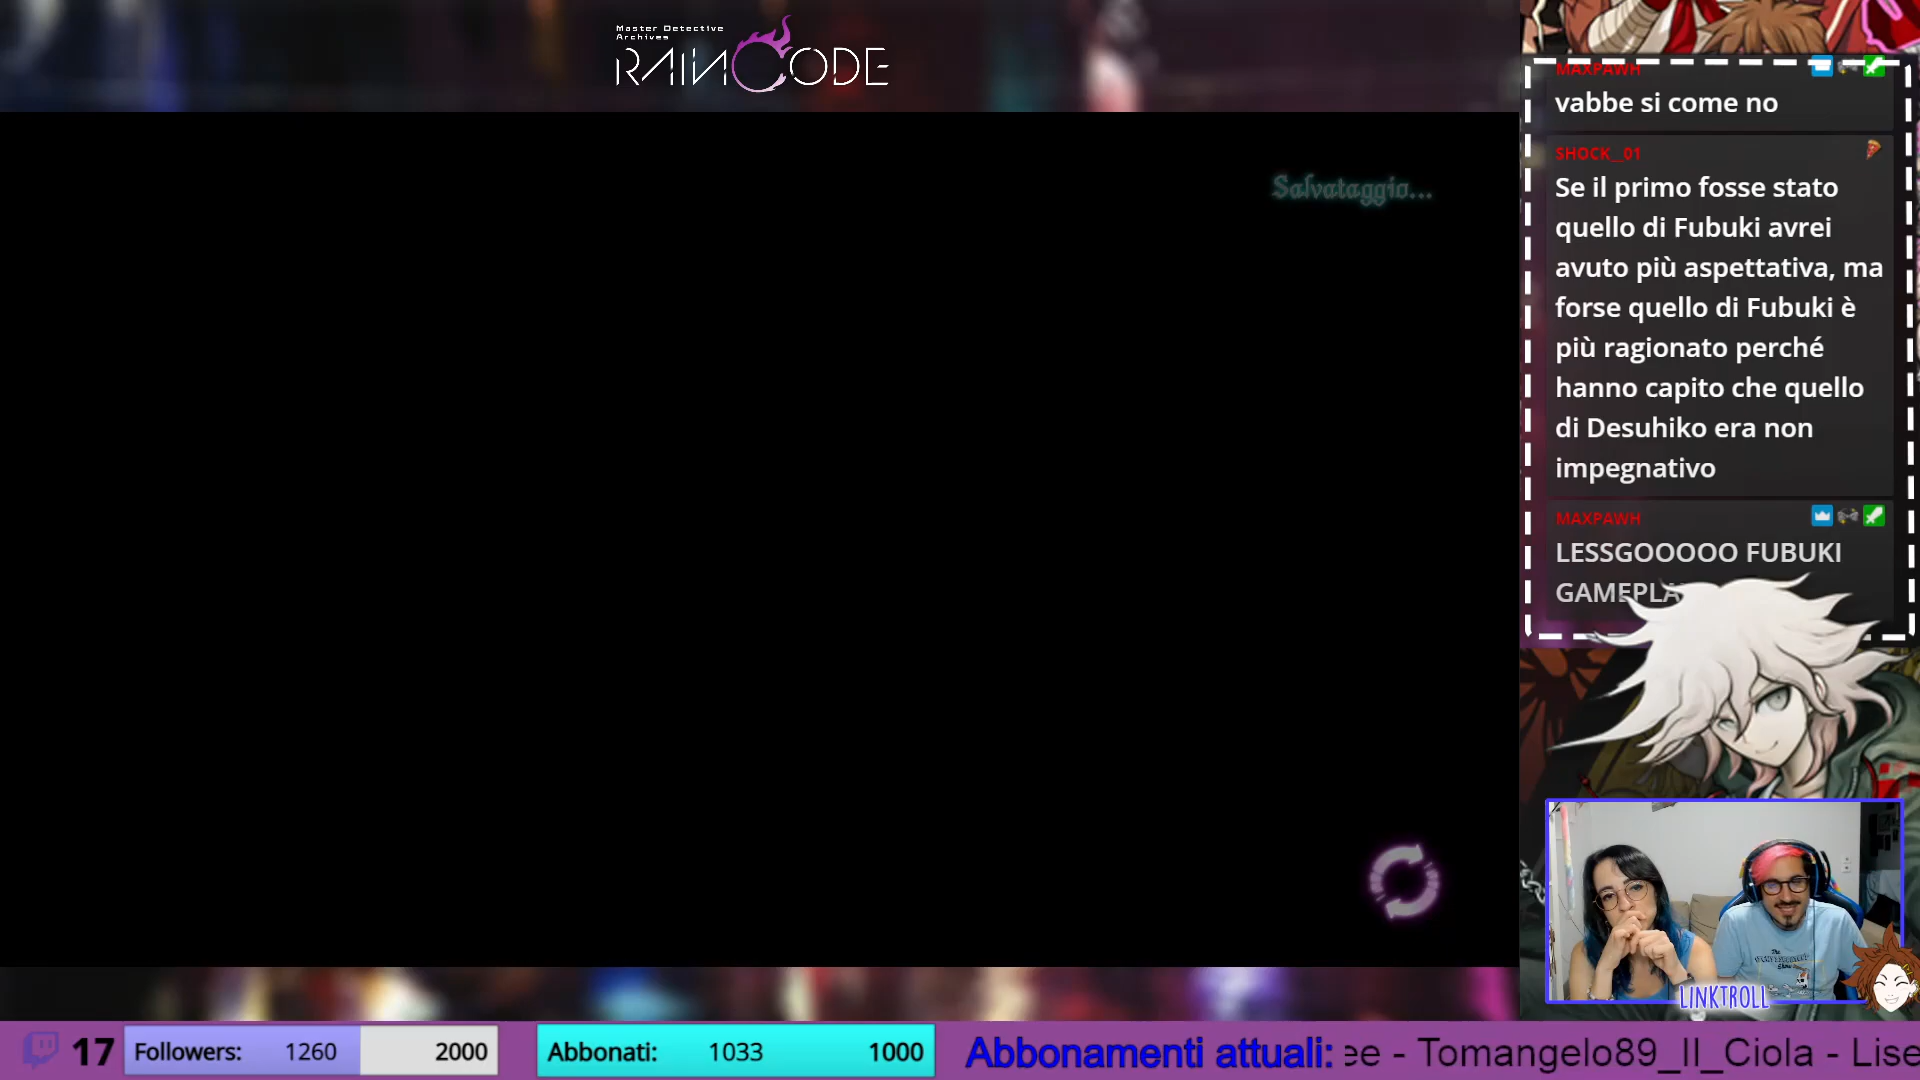 Master Detective
Archives
RAINCODE
Salvataggio...
MAXPAWH
vabbe si come no
SHOCK_01
Se il primo fosse stato
quello di Fubuki avrei
avuto più aspettativa, ma
forse quello di Fubuki è
più ragionato perché
hanno capito che quello
di Desuhiko era non
impegnativo
MAXPAWH
LESSGOOOOO FUBUKI
GAMEPLA
LINKTROLL
17 Followers: 1260 2000 Abbonati: 1033 1000 Abbonamenti attuali: ee - Tomangelo89_Il_Ciola - Lise